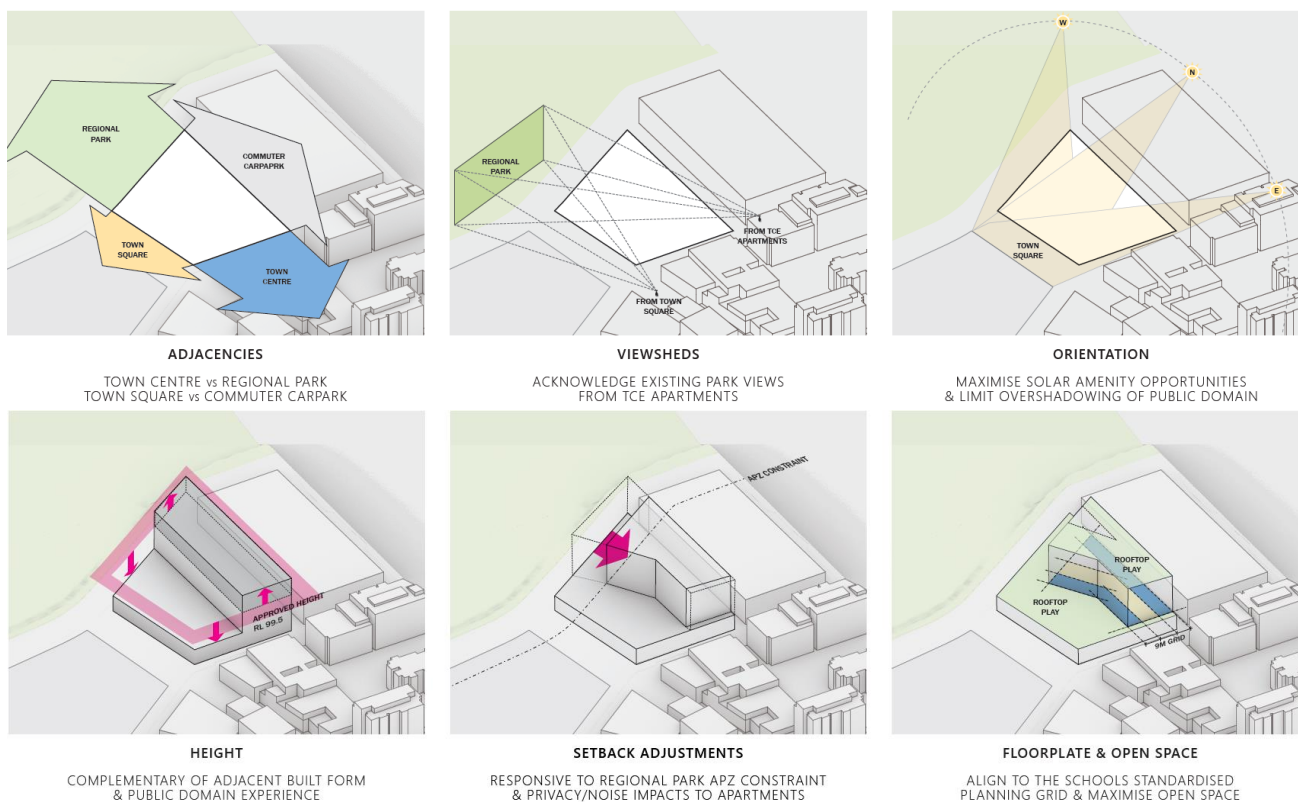 REGIONAL
PARK
COMMUTER
CARPAPRK
TOWN
SQUARE
TOWN
CENTRE
ADJACENCIES
TOWN CENTRE vs REGIONAL PARK
TOWN SQUARE vs COMMUTER CARPARK
REGIONAL
PARK
FROM TCE
APARTMENTS
FROM TOWN
SQUARE
VIEWSHEDS
ACKNOWLEDGE EXISTING PARK VIEWS
FROM TCE APARTMENTS
W
N
E
TOWN
SQUARE
ORIENTATION
MAXIMISE SOLAR AMENITY OPPORTUNITIES
& LIMIT OVERSHADOWING OF PUBLIC DOMAIN
APPROVED HEIGHT
RL 99.5
HEIGHT
COMPLEMENTARY OF ADJACENT BUILT FORM
& PUBLIC DOMAIN EXPERIENCE
APZ CONSTRAINT
SETBACK ADJUSTMENTS
RESPONSIVE TO REGIONAL PARK APZ CONSTRAINT
& PRIVACY/NOISE IMPACTS TO APARTMENTS
ROOFTOP
PLAY
ROOFTOP
PLAY
9M GRID
FLOORPLATE & OPEN SPACE
ALIGN TO THE SCHOOLS STANDARDISED
PLANNING GRID & MAXIMISE OPEN SPACE